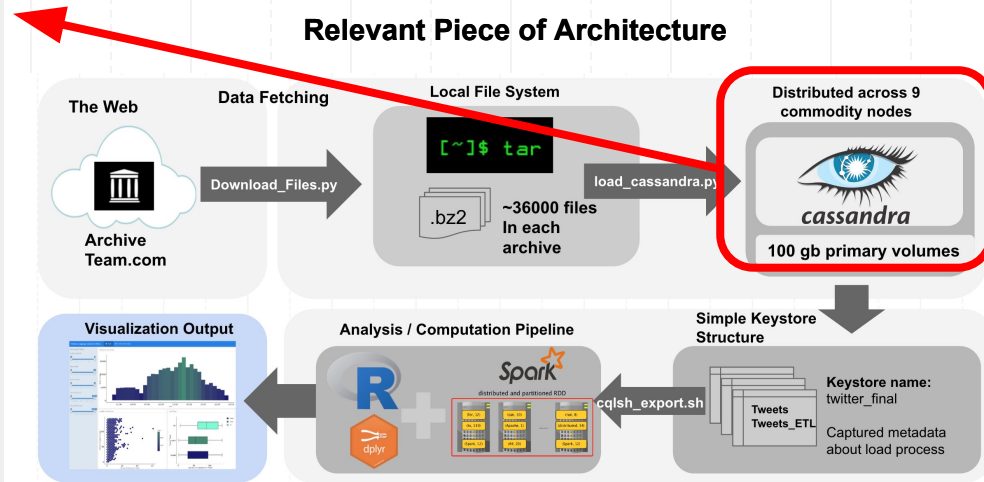 Relevant Piece of Architecture
The Web
Data Fetching
Local File System
Distributed across 9
commodity nodes
[~]$ tar
Download_Files.py
load_cassandra.py
.bz2
~36000 files
In each
archive
cassandra
100 gb primary volumes
Archive
Team.com
Visualization Output
Analysis / Computation Pipeline
Simple Keystore
Structure
R
Spark
distributed and partitioned RDD
dplyr
cqlsh_export.sh
Tweets
Tweets_ETL
Keystore name:
twitter_final
Captured metadata
about load process